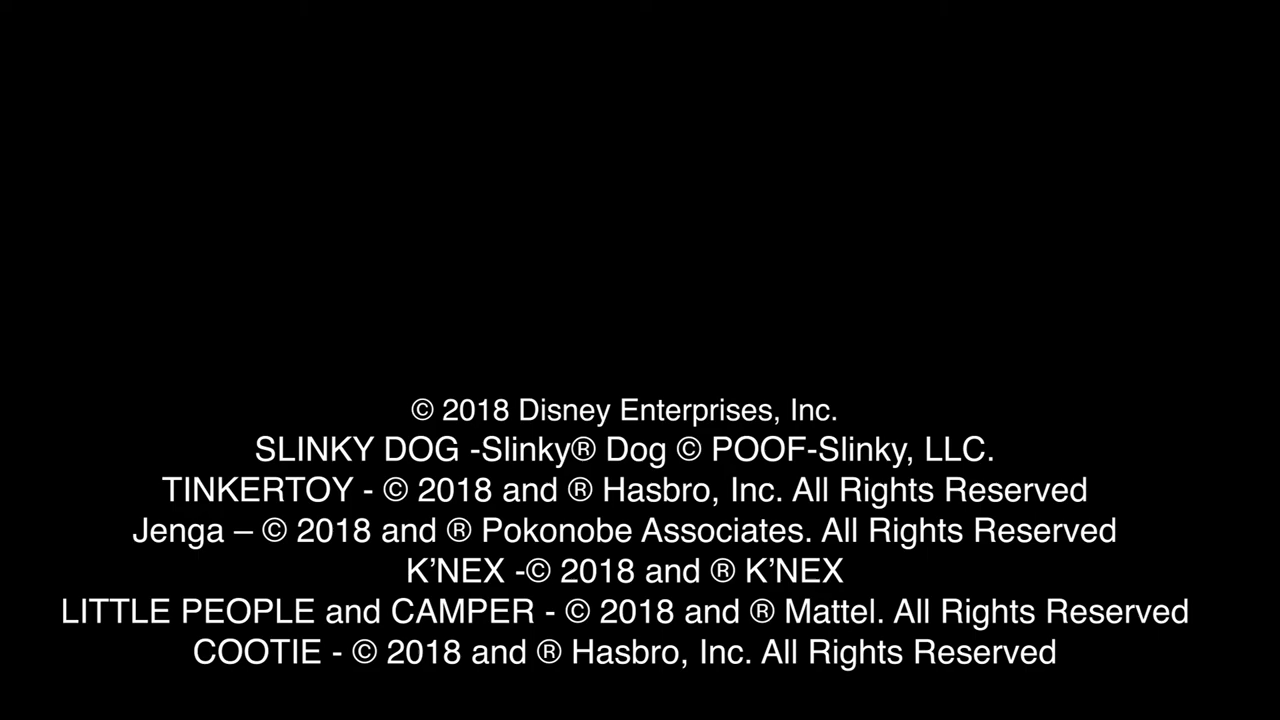 © 2018 Disney Enterprises, Inc.
SLINKY DOG -Slinky® Dog © POOF-Slinky, LLC.
TINKERTOY - © 2018 and ® Hasbro, Inc. All Rights Reserved
Jenga – © 2018 and ® Pokonobe Associates. All Rights Reserved
K’NEX -© 2018 and ® K’NEX
LITTLE PEOPLE and CAMPER - © 2018 and ® Mattel. All Rights Reserved
COOTIE - © 2018 and ® Hasbro, Inc. All Rights Reserved